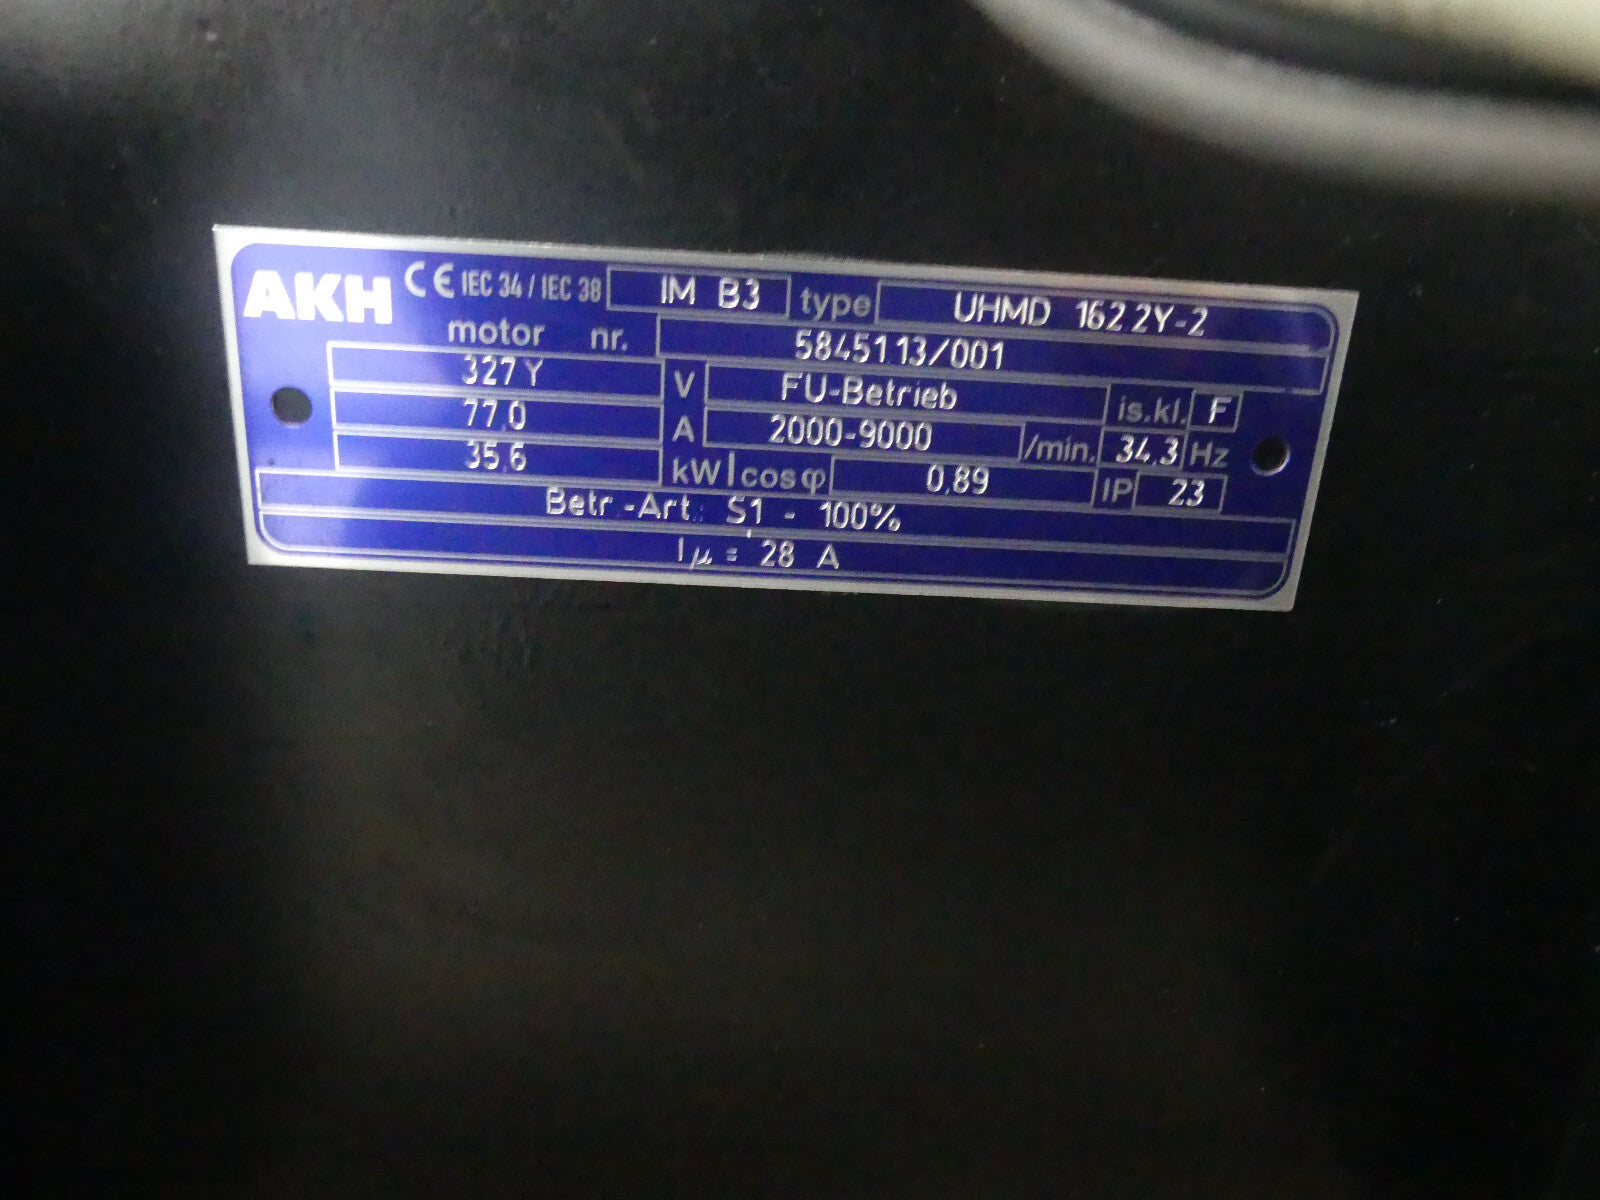 AKH CE IEC 34 / IEC 38 IM B3 type UHMD 162 2Y-2
motor nr. 5845113/001
327 Y V FU-Betrieb is.kl. F
77,0 A 2000-9000 /min. 34,3 Hz
35,6 kW cosφ 0,89 IP 23
Betr.-Art.: S1 - 100%
Iμ = 28 A